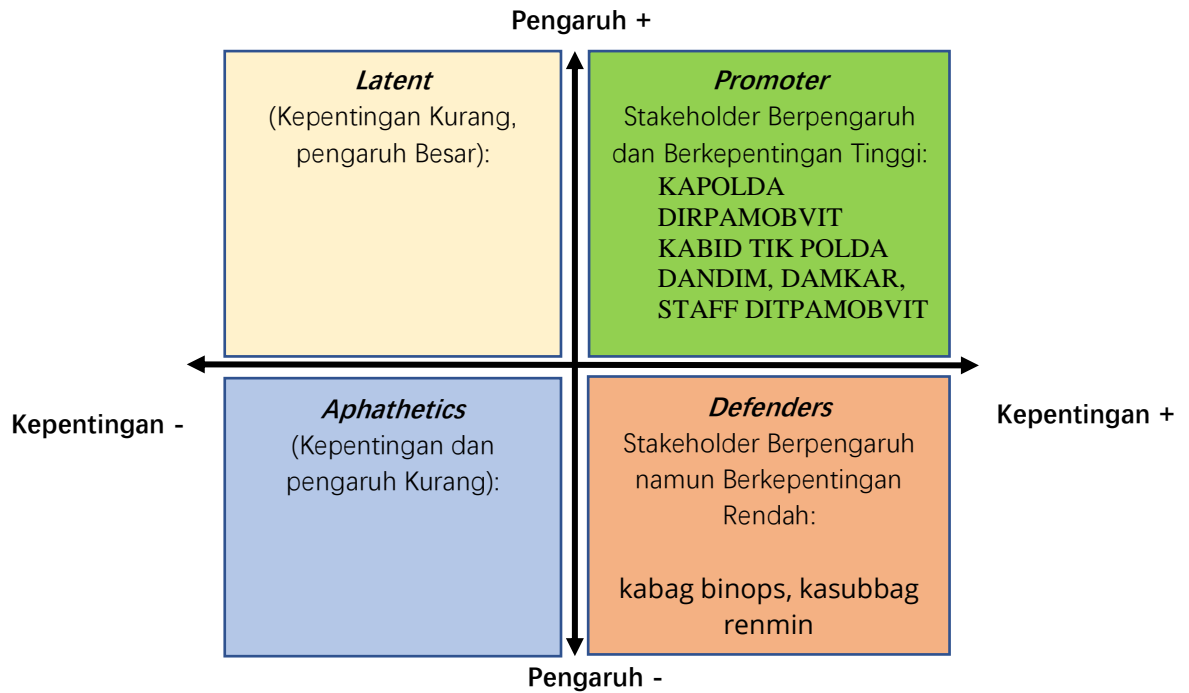 Pengaruh +
Latent
(Kepentingan Kurang,
pengaruh Besar):
Promoter
Stakeholder Berpengaruh
dan Berkepentingan Tinggi:
KAPOLDA
DIRPAMOBVIT
KABID TIK POLDA
DANDIM, DAMKAR,
STAFF DITPAMOBVIT
Kepentingan -
Aphathetics
(Kepentingan dan
pengaruh Kurang):
Defenders
Stakeholder Berpengaruh
namun Berkepentingan
Rendah:
kabag binops, kasubbag
renmin
Kepentingan +
Pengaruh -